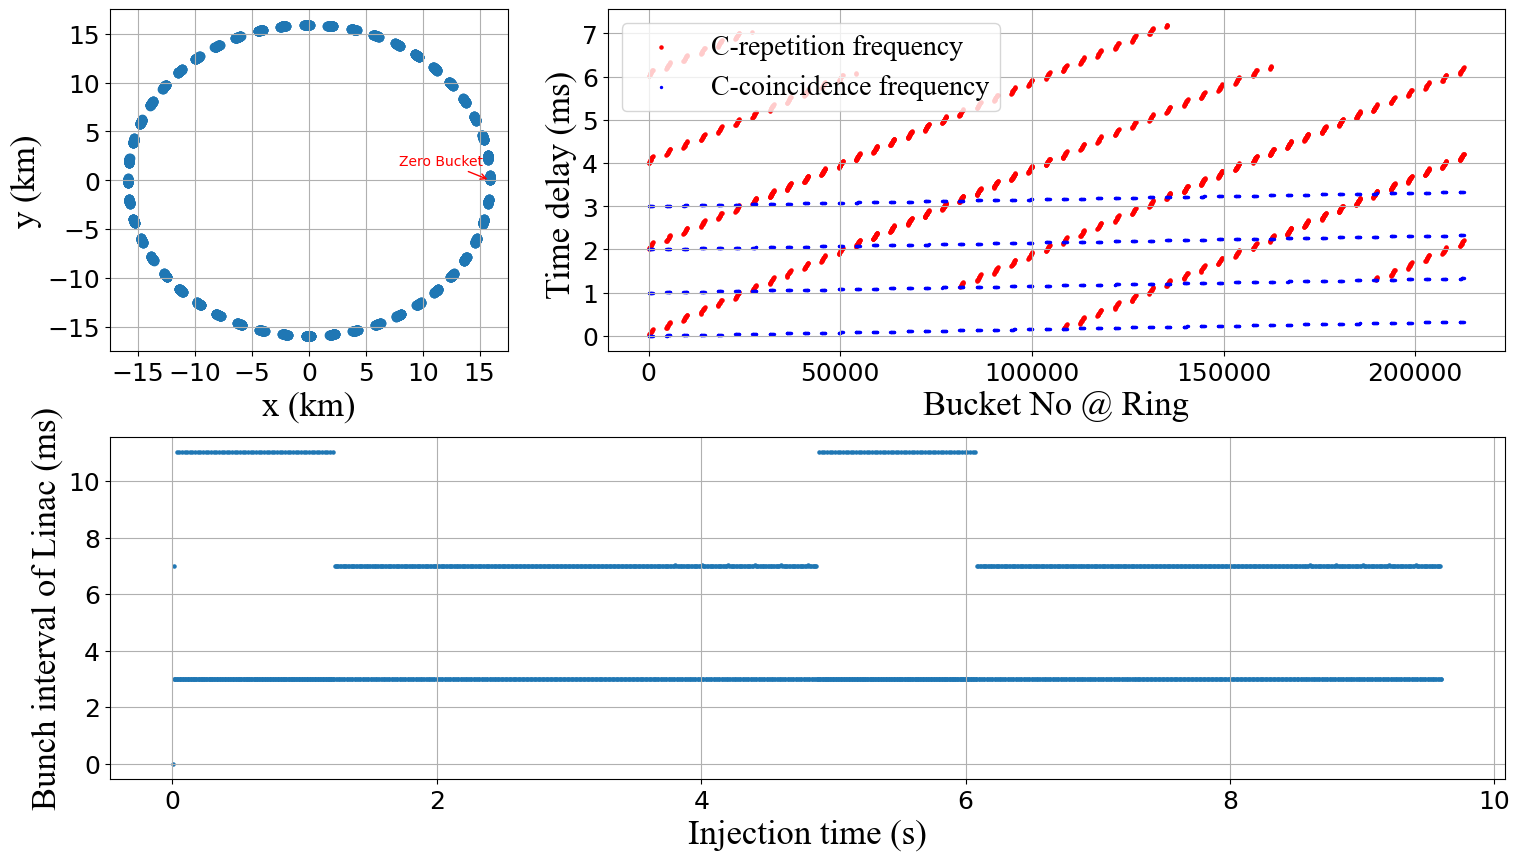 15
10
5
0
−5
−10
−15
Zero Bucket
−15 −10 −5 0 5 10 15
x (km)
y (km)
7
6
5
4
3
2
1
0
C-repetition frequency
C-coincidence frequency
0 50000 100000 150000 200000
Bucket No @ Ring
Time delay (ms)
10
8
6
4
2
0
0 2 4 6 8 10
Injection time (s)
Bunch interval of Linac (ms)